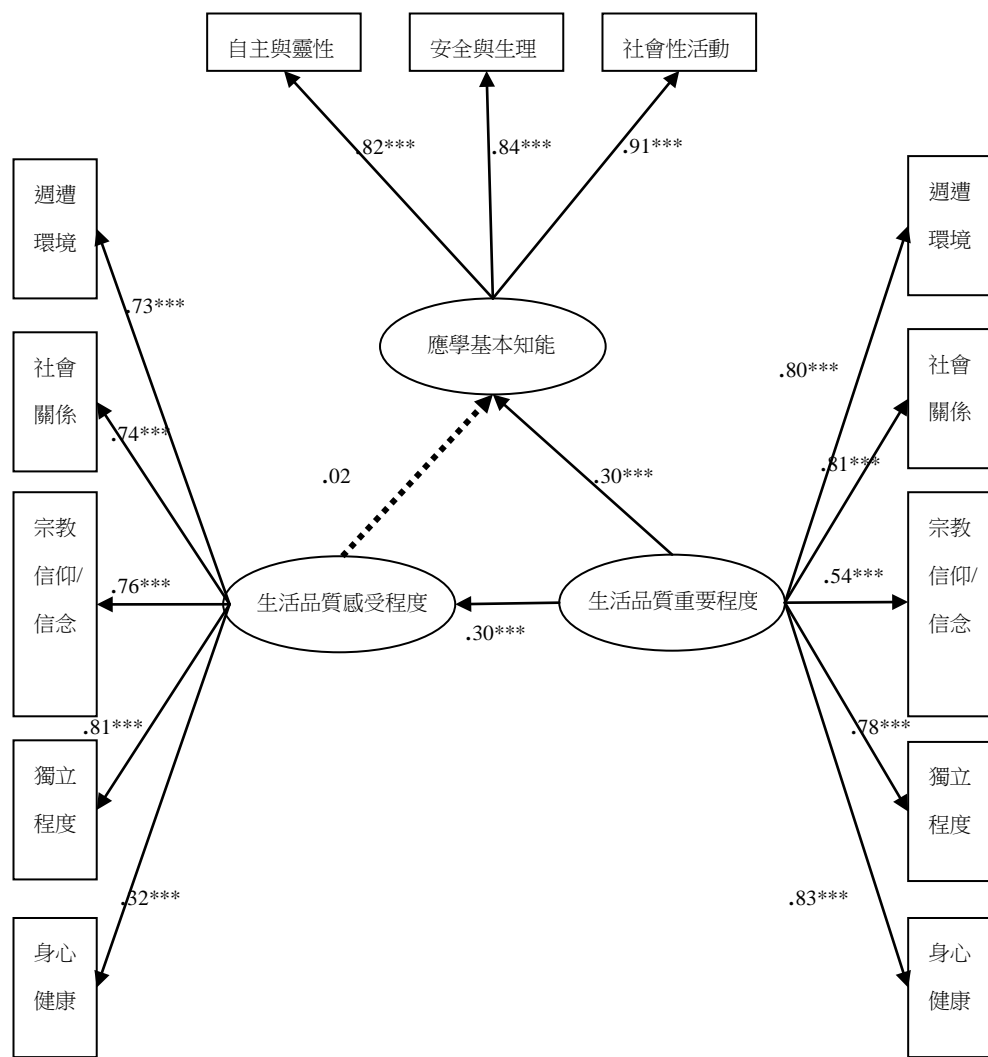 自主與靈性
安全與生理
社會性活動
.82***
.84***
.91***
週遭
環境
週遭
環境
.73***
應學基本知能
.80***
社會
關係
社會
關係
.74***
.02
.30***
.81***
宗教
信仰/
信念
宗教
信仰/
信念
.76***
.54***
生活品質感受程度
生活品質重要程度
.30***
.81***
.78***
獨立
程度
獨立
程度
.32***
.83***
身心
健康
身心
健康